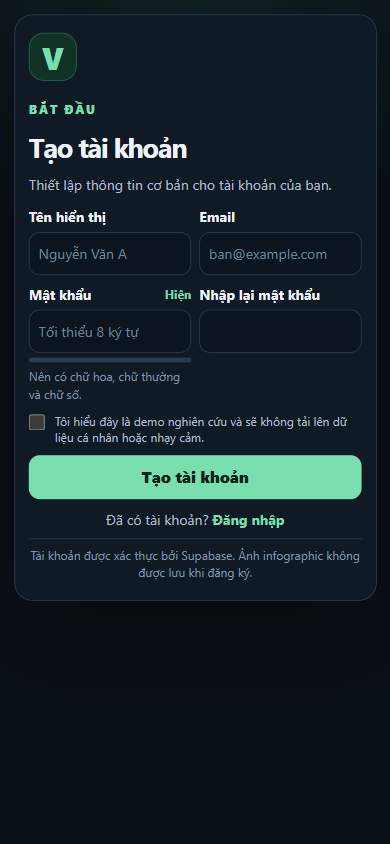 V
BẮT ĐẦU
Tạo tài khoản
Thiết lập thông tin cơ bản cho tài khoản của bạn.
Tên hiển thị
Email
Nguyễn Văn A
ban@example.com
Mật khẩu
Hiện
Nhập lại mật khẩu
Tối thiểu 8 ký tự
Nên có chữ hoa, chữ thường
và chữ số.
Tôi hiểu đây là demo nghiên cứu và sẽ không tải lên dữ
liệu cá nhân hoặc nhạy cảm.
Tạo tài khoản
Đã có tài khoản? Đăng nhập
Tài khoản được xác thực bởi Supabase. Ảnh infographic không
được lưu khi đăng ký.